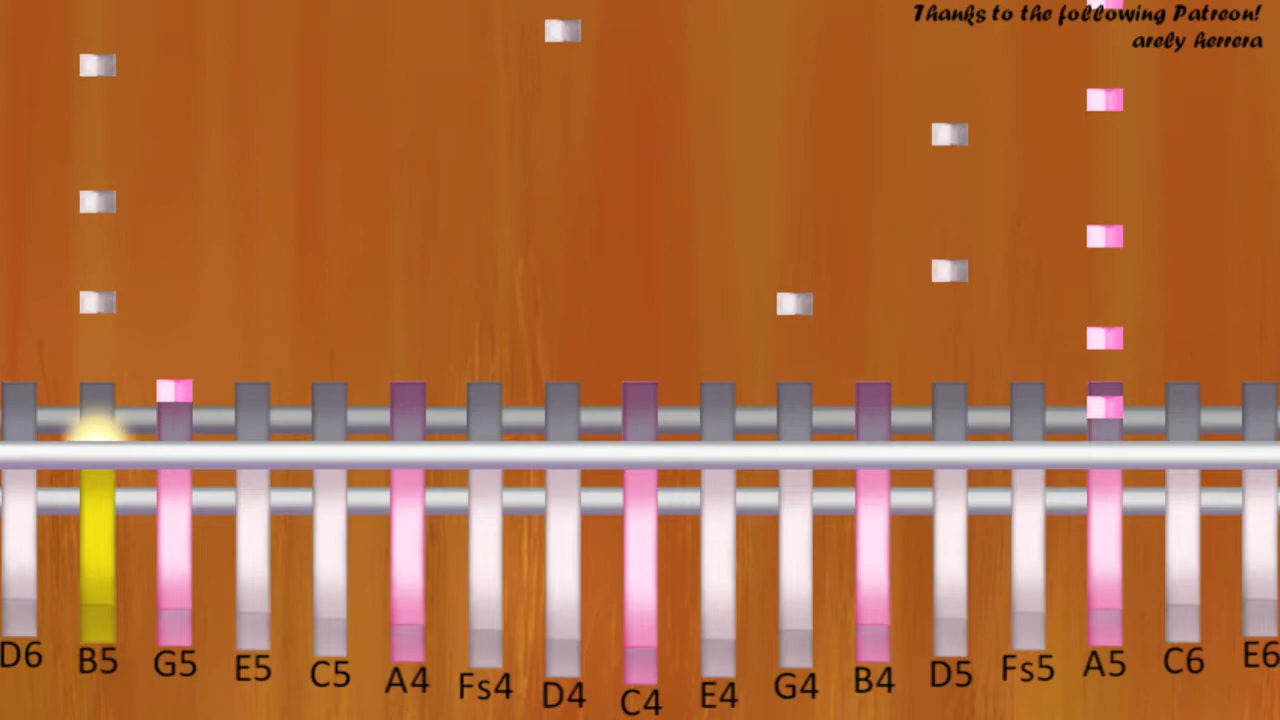 Thanks to the following Patreon!
arely herrera
D6 B5 G5 E5 C5 A4 Fs4 D4 C4 E4 G4 B4 D5 Fs5 A5 C6 E6